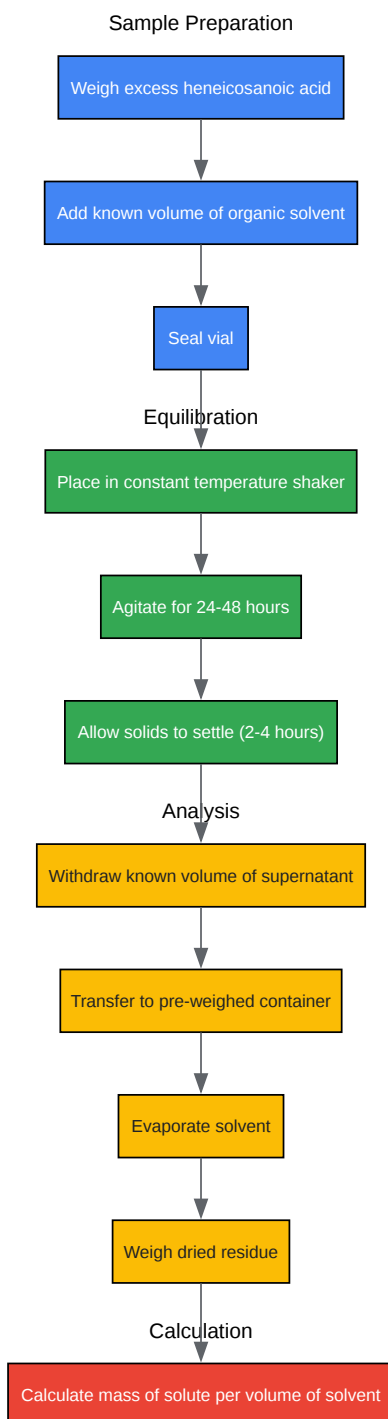 Sample Preparation
Weigh excess heneicosanoic acid
Add known volume of organic solvent
Seal vial
Equilibration
Place in constant temperature shaker
Agitate for 24-48 hours
Allow solids to settle (2-4 hours)
Analysis
Withdraw known volume of supernatant
Transfer to pre-weighed container
Evaporate solvent
Weigh dried residue
Calculation
Calculate mass of solute per volume of solvent